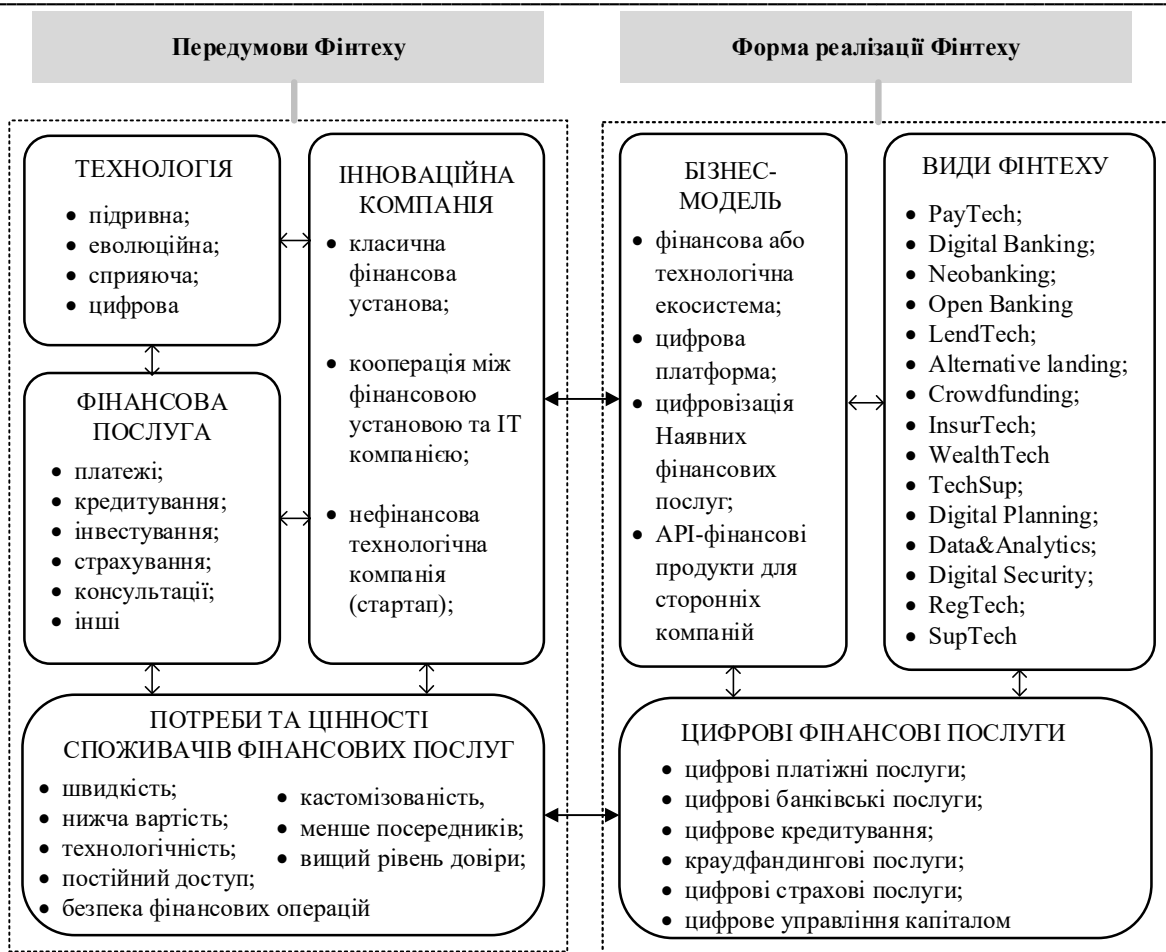 Передумови Фінтеху
Форма реалізації Фінтеху
ТЕХНОЛОГІЯ
• підривна;
• еволюційна;
• сприяюча;
• цифрова
ФІНАНСОВА
ПОСЛУГА
• платежі;
• кредитування;
• інвестування;
• страхування;
• консультації;
• інші
ІННОВАЦІЙНА
КОМПАНІЯ
• класична
фінансова
установа;
• кооперація між
фінансовою
установою та ІТ
компанією;
• нефінансова
технологічна
компанія
(стартап);
ПОТРЕБИ ТА ЦІННОСТІ
СПОЖИВАЧІВ ФІНАНСОВИХ ПОСЛУГ
• швидкість;
• нижча вартість;
• технологічність;
• постійний доступ;
• безпека фінансових операцій
• кастомізованість,
• менше посередників;
• вищий рівень довіри;
БІЗНЕС-
МОДЕЛЬ
• фінансова або
технологічна
екосистема;
• цифрова
платформа;
• цифровізація
Наявних
фінансових
послуг;
• АРІ-фінансові
продукти для
сторонніх
компаній
ВИДИ ФІНТЕХУ
• PayTech;
• Digital Banking;
• Neobanking;
• Open Banking
• LendTech;
• Alternative landing;
• Crowdfunding;
• InsurTech;
• WealthTech
• TechSup;
• Digital Planning;
• Data&Analytics;
• Digital Security;
• RegTech;
• SupTech
ЦИФРОВІ ФІНАНСОВІ ПОСЛУГИ
• цифрові платіжні послуги;
• цифрові банківські послуги;
• цифрове кредитування;
• краудфандингові послуги;
• цифрові страхові послуги;
• цифрове управління капіталом